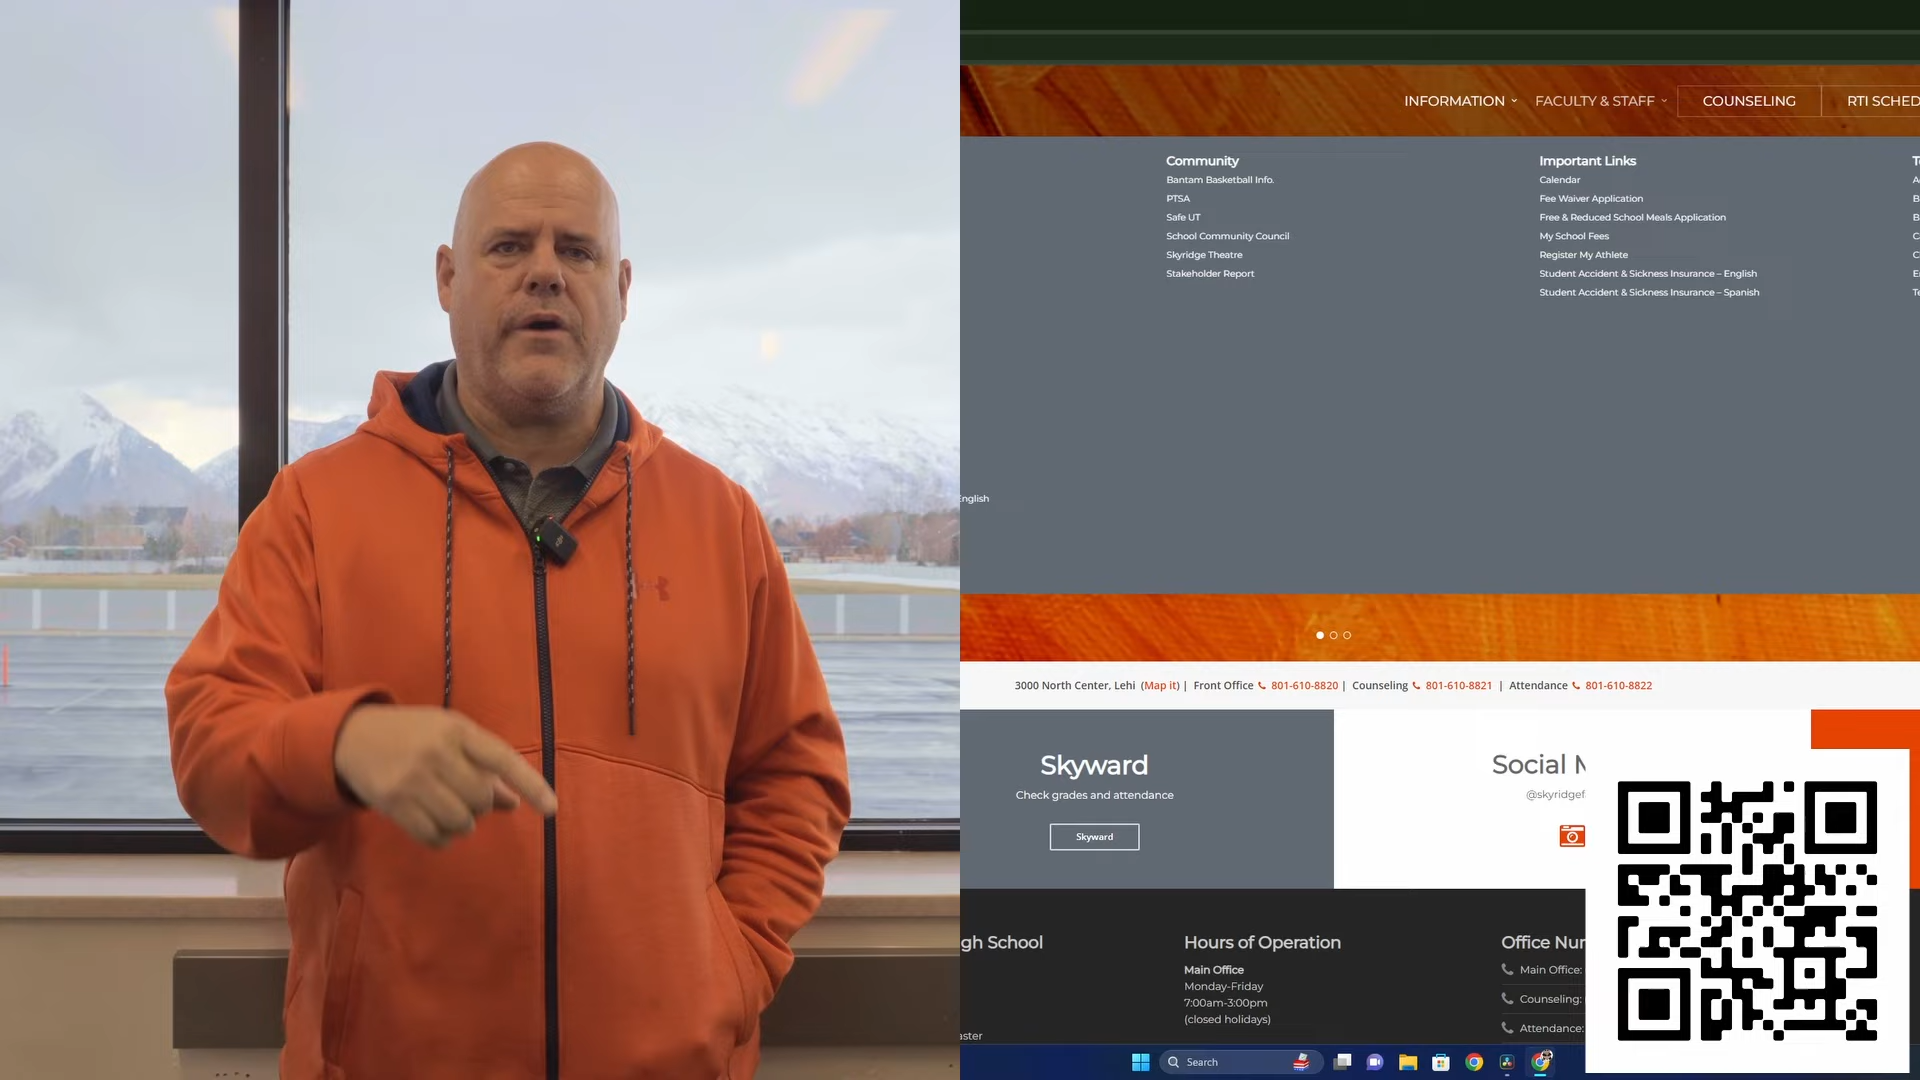 INFORMATION
FACULTY & STAFF
COUNSELING
RTI SCHED
Community
Bantam Basketball Info.
PTSA
Safe UT
School Community Council
Skyridge Theatre
Stakeholder Report
Important Links
Calendar
Fee Waiver Application
Free & Reduced School Meals Application
My School Fees
Register My Athlete
Student Accident & Sickness Insurance – English
Student Accident & Sickness Insurance – Spanish
English
3000 North Center, Lehi (Map it) | Front Office 801-610-8820 | Counseling 801-610-8821 | Attendance 801-610-8822
Skyward
Check grades and attendance
Skyward
Social M
@skyridgef
gh School
aster
Hours of Operation
Main Office
Monday-Friday
7:00am-3:00pm
(closed holidays)
Office Nu
Main Office:
Counseling:
Attendance:
Search